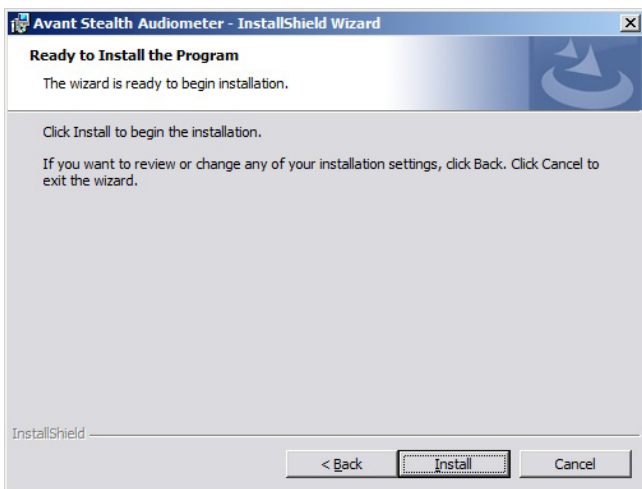 Avant Stealth Audiometer - InstallShield Wizard
Ready to Install the Program
The wizard is ready to begin installation.
Click Install to begin the installation.
If you want to review or change any of your installation settings, click Back. Click Cancel to
exit the wizard.
InstallShield
< Back Install Cancel